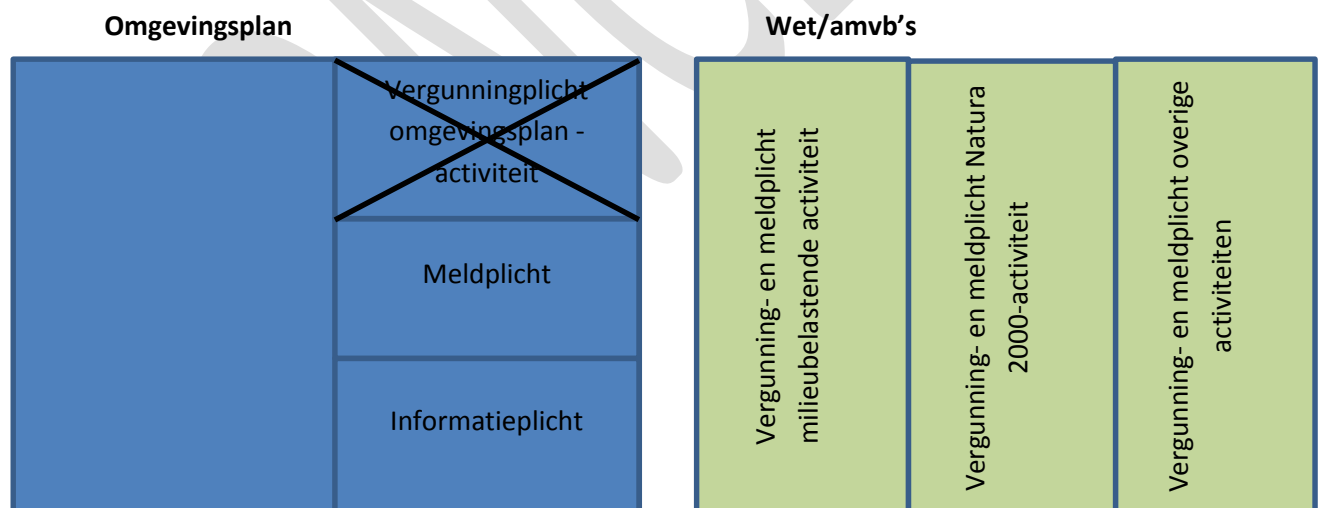 Omgevingsplan
Wet/amvb’s
Vergunningplicht
omgevingsplan -
activiteit
Meldplicht
Informatieplicht
Vergunning- en meldplicht
milieubelastende activiteit
Vergunning- en meldplicht Natura
2000-activiteit
Vergunning- en meldplicht overige
activiteiten